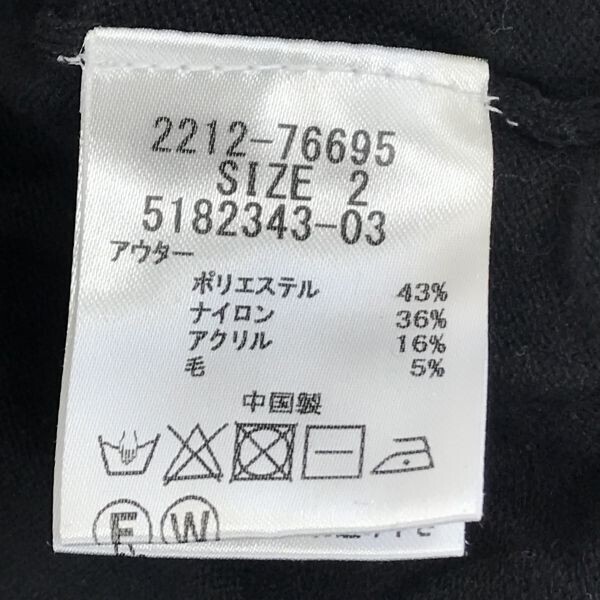 2212-76695
SIZE 2
5182343-03
アウター
ポリエステル 43%
ナイロン 36%
アクリル 16%
毛 5%
中国製
F W